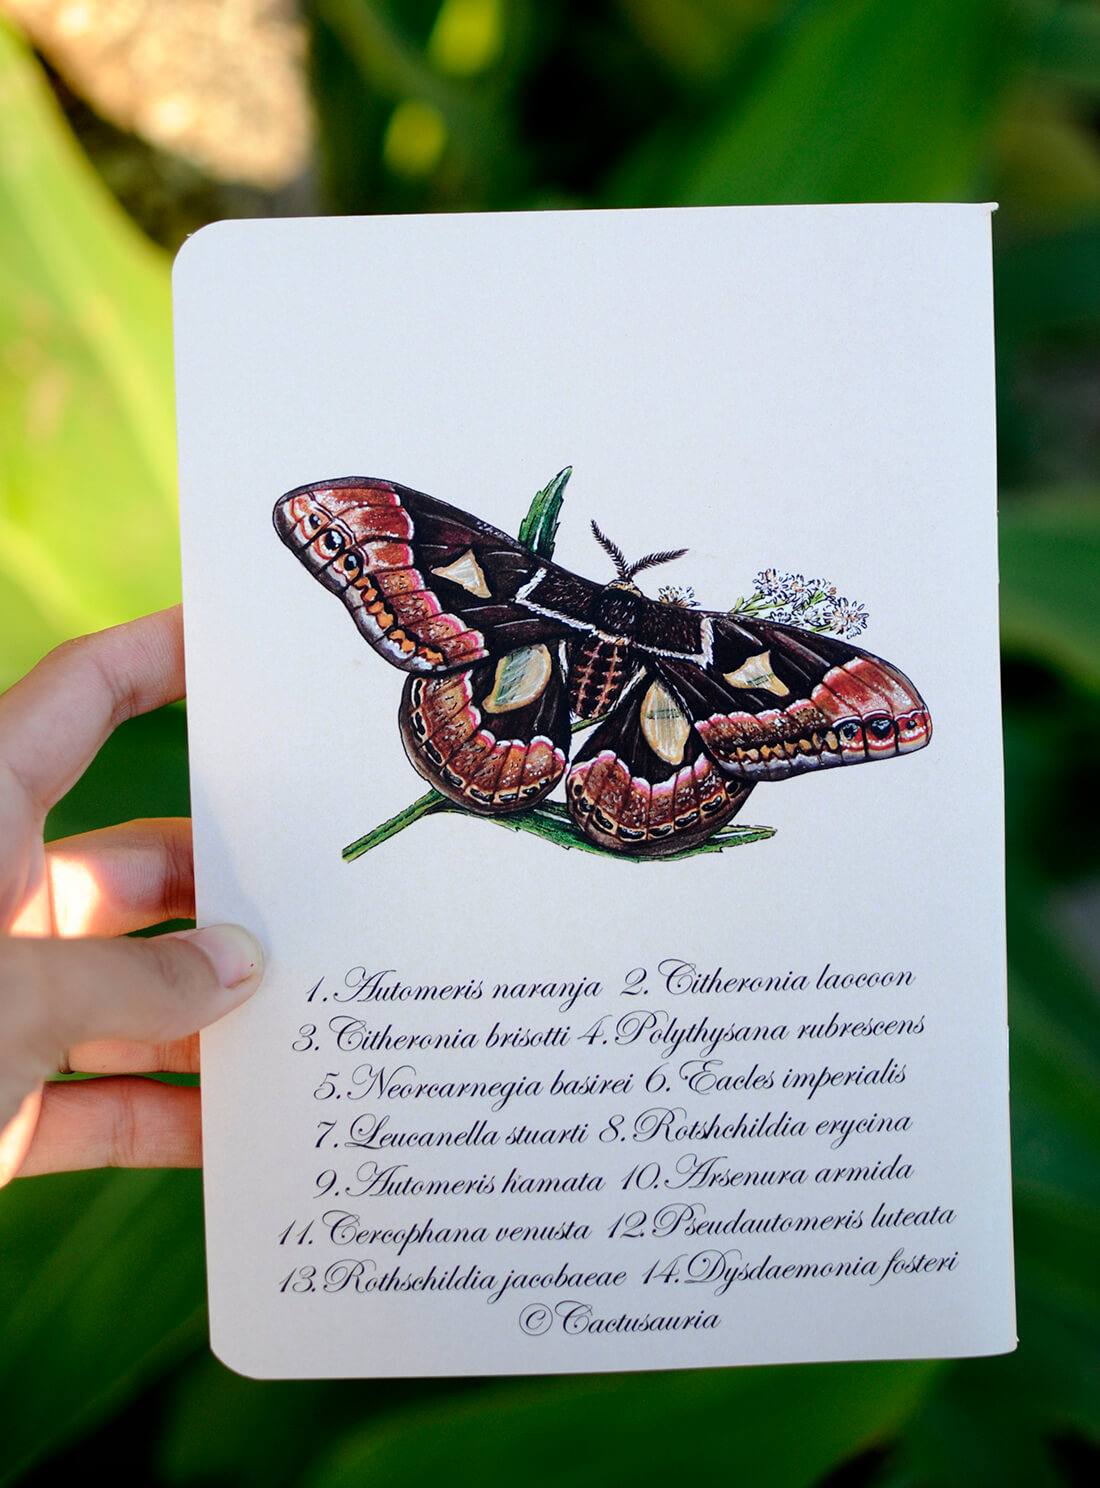 1. Automeris naranja 2. Citheronia laocoon
3. Citheronia brisotti 4. Polythysana rubrescens
5. Neorcarnegia basirei 6. Eacles imperialis
7. Leucanella stuarti 8. Rotshchildia erycina
9. Automeris hamata 10. Arsenura armida
11. Cercophana venusta 12. Pseudautomeris luteata
13. Rothschildia jacobaeae 14. Dysdaemonia fosteri
© Cactusauria